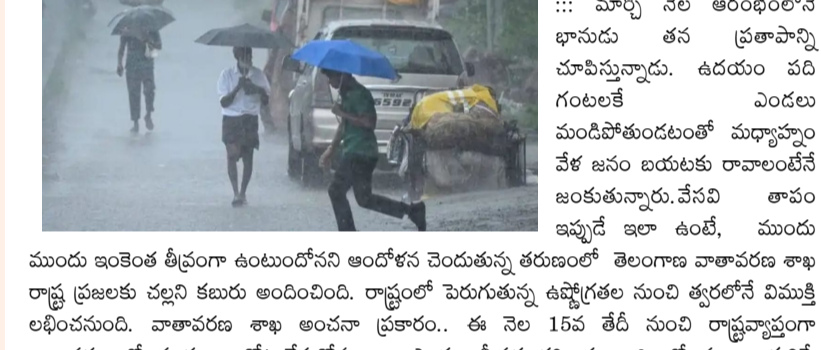 ::: మార్చి నెల ఆరంభంలోనే
భానుడు తన ప్రతాపాన్ని
చూపిస్తున్నాడు. ఉదయం పది
గంటలకే ఎండలు
మండిపోతుండటంతో మధ్యాహ్నం
వేళ జనం బయటకు రావాలంటేనే
జంకుతున్నారు.వేసవి తాపం
ఇప్పుడే ఇలా ఉంటే, ముందు
ముందు ఇంకెంత తీవ్రంగా ఉంటుందోనని ఆందోళన చెందుతున్న తరుణంలో తెలంగాణ వాతావరణ శాఖ
రాష్ట్ర ప్రజలకు చల్లని కబురు అందించింది. రాష్ట్రంలో పెరుగుతున్న ఉష్ణోగ్రతల నుంచి త్వరలోనే విముక్తి
లభించనుంది. వాతావరణ శాఖ అంచనా ప్రకారం.. ఈ నెల 15వ తేదీ నుంచి రాష్ట్రవ్యాప్తంగా